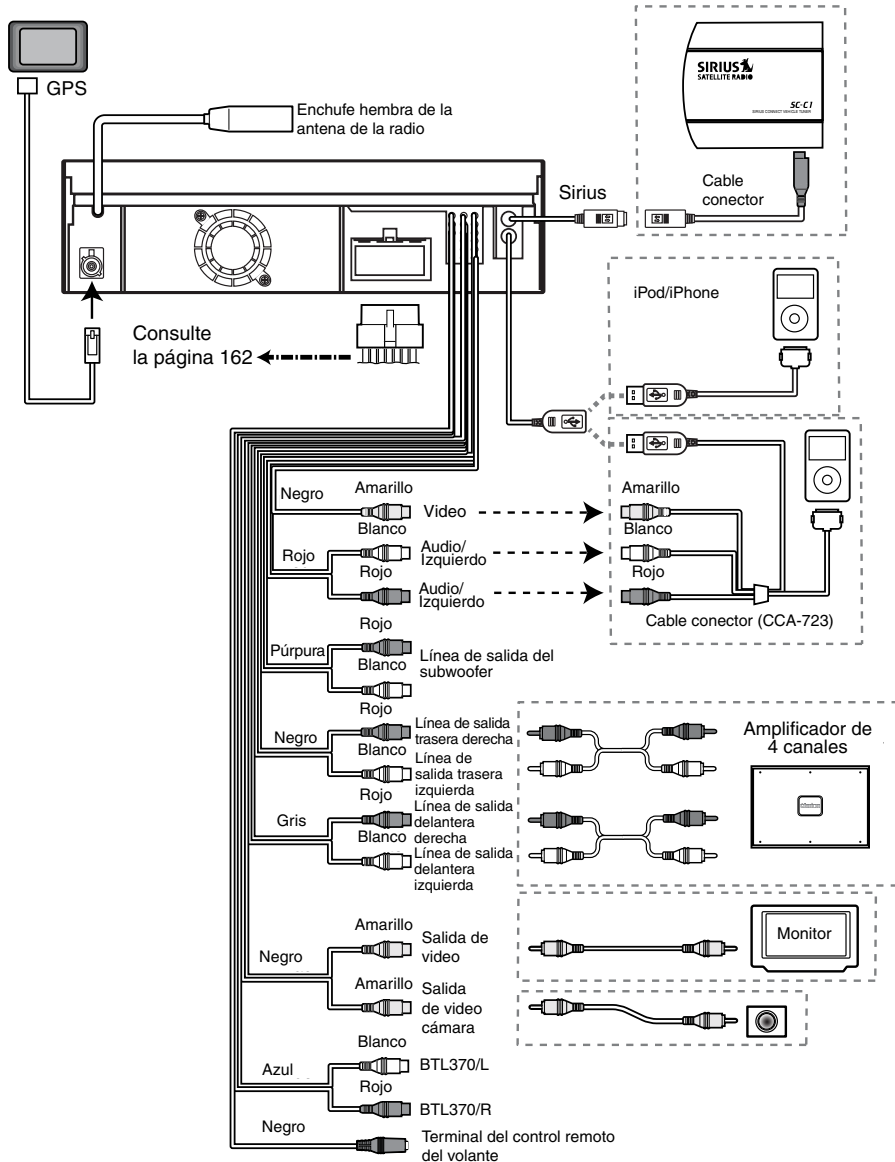 GPS
Enchufe hembra de la
antena de la radio
SIRIUS
SATELLITE RADIO
SC-C1
SIRIUS CONNECT VEHICLE TUNER
Sirius
Cable
conector
iPod/iPhone
Consulte
la página 162
Negro
Amarillo
Video
Amarillo
Blanco
Blanco
Rojo
Audio/
Izquierdo
Rojo
Rojo
Audio/
Izquierdo
Cable conector (CCA-723)
Rojo
Púrpura
Blanco
Línea de salida del
subwoofer
Rojo
Negro
Línea de salida
trasera derecha
Blanco
Línea de
salida trasera
izquierda
Amplificador de
4 canales
Rojo
Gris
Línea de salida
delantera
derecha
Blanco
Línea de salida
delantera
izquierda
Amarillo
Negro
Salida de
video
Monitor
Amarillo
Salida
de video
cámara
Blanco
Azul
BTL370/L
Rojo
BTL370/R
Negro
Terminal del control remoto
del volante